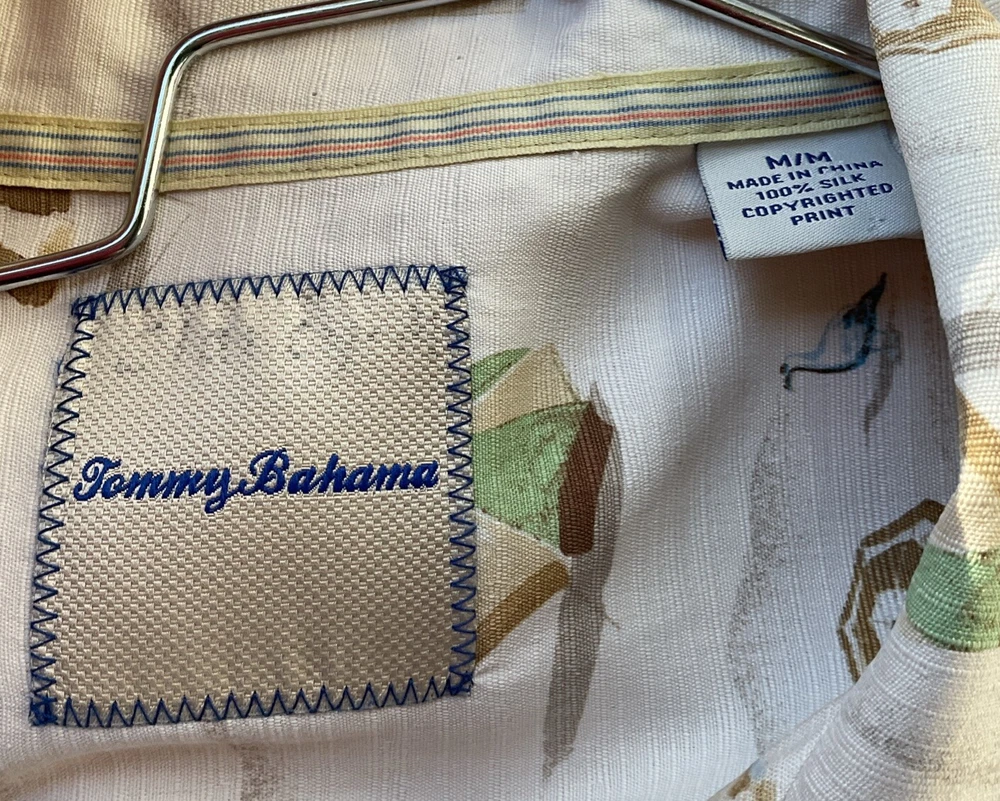 M/M
MADE IN CHINA
100% SILK
COPYRIGHTED
PRINT
Tommy Bahama